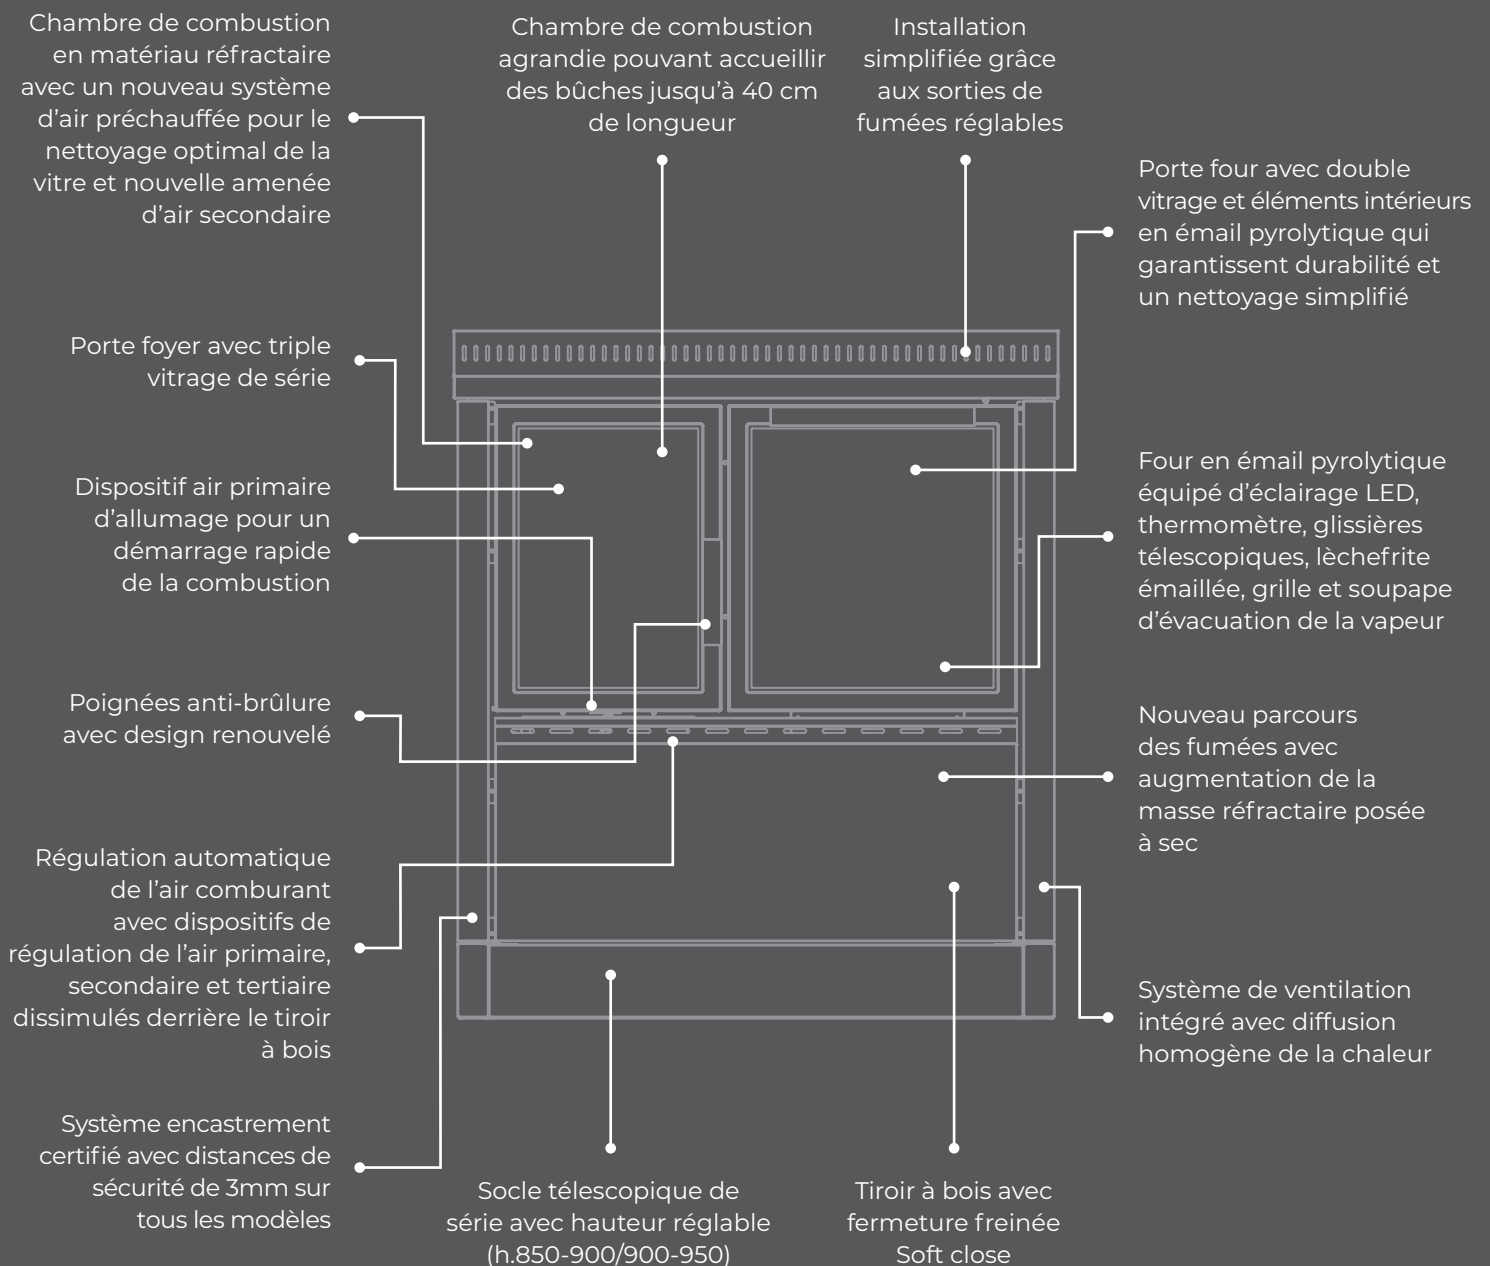 Chambre de combustion
en matériau réfractaire
avec un nouveau système
d'air préchauffée pour le
nettoyage optimal de la
vitre et nouvelle amenée
d'air secondaire
Chambre de combustion
agrandie pouvant accueillir
des bûches jusqu'à 40 cm
de longueur
Installation
simplifiée grâce
aux sorties de
fumées réglables
Porte four avec double
vitrage et éléments intérieurs
en émail pyrolytique qui
garantissent durabilité et
un nettoyage simplifié
Porte foyer avec triple
vitrage de série
Dispositif air primaire
d'allumage pour un
démarrage rapide
de la combustion
Four en émail pyrolytique
équipé d'éclairage LED,
thermomètre, glissières
télescopiques, lèchefrite
émaillée, grille et soupape
d'évacuation de la vapeur
Poignées anti-brûlure
avec design renouvelé
Nouveau parcours
des fumées avec
augmentation de la
masse réfractaire posée
à sec
Régulation automatique
de l'air comburant
avec dispositifs de
régulation de l'air primaire,
secondaire et tertiaire
dissimulés derrière le tiroir
à bois
Système de ventilation
intégré avec diffusion
homogène de la chaleur
Système encastrement
certifié avec distances de
sécurité de 3mm sur
tous les modèles
Socle télescopique de
série avec hauteur réglable
(h.850-900/900-950)
Tiroir à bois avec
fermeture freinée
Soft close